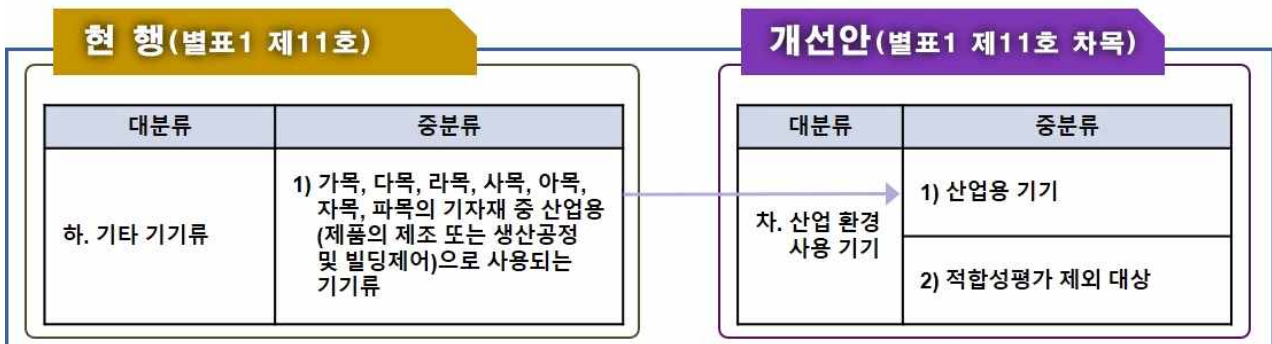 현 행(별표1 제11호)
대분류
중분류
하. 기타 기기류
1) 가목, 다목, 라목, 사목, 아목,
자목, 파목의 기자재 중 산업용
(제품의 제조 또는 생산공정
및 빌딩제어)으로 사용되는
기기류
개선안(별표1 제11호 차목)
대분류
중분류
차. 산업 환경
사용 기기
1) 산업용 기기
2) 적합성평가 제외 대상